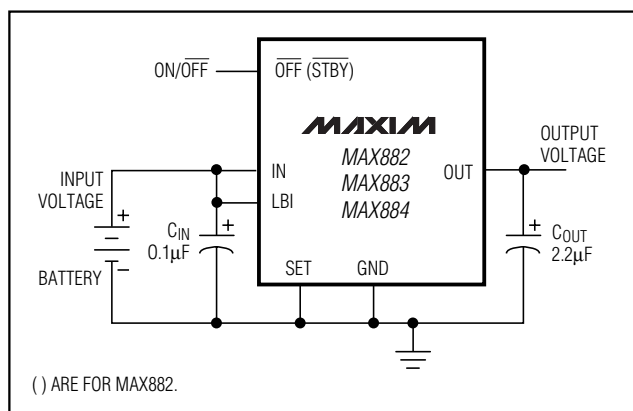 ON/OFF
OFF (STBY)
MAXIM
MAX882
MAX883
MAX884
IN
LBI
OUT
SET
GND
OUTPUT
VOLTAGE
INPUT
VOLTAGE
+
−
BATTERY
+
CIN
0.1µF
+
COUT
2.2µF
( ) ARE FOR MAX882.